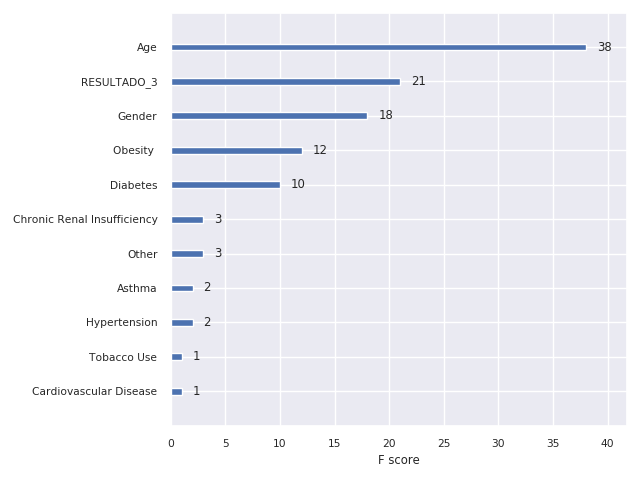 Age 38
RESULTADO_3 21
Gender 18
Obesity 12
Diabetes 10
Chronic Renal Insufficiency 3
Other 3
Asthma 2
Hypertension 2
Tobacco Use 1
Cardiovascular Disease 1
0 5 10 15 20 25 30 35 40
F score